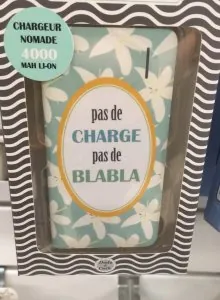 CHARGEUR
NOMADE
4000
MAH LI-ON
pas de
CHARGE
pas de
BLABLA